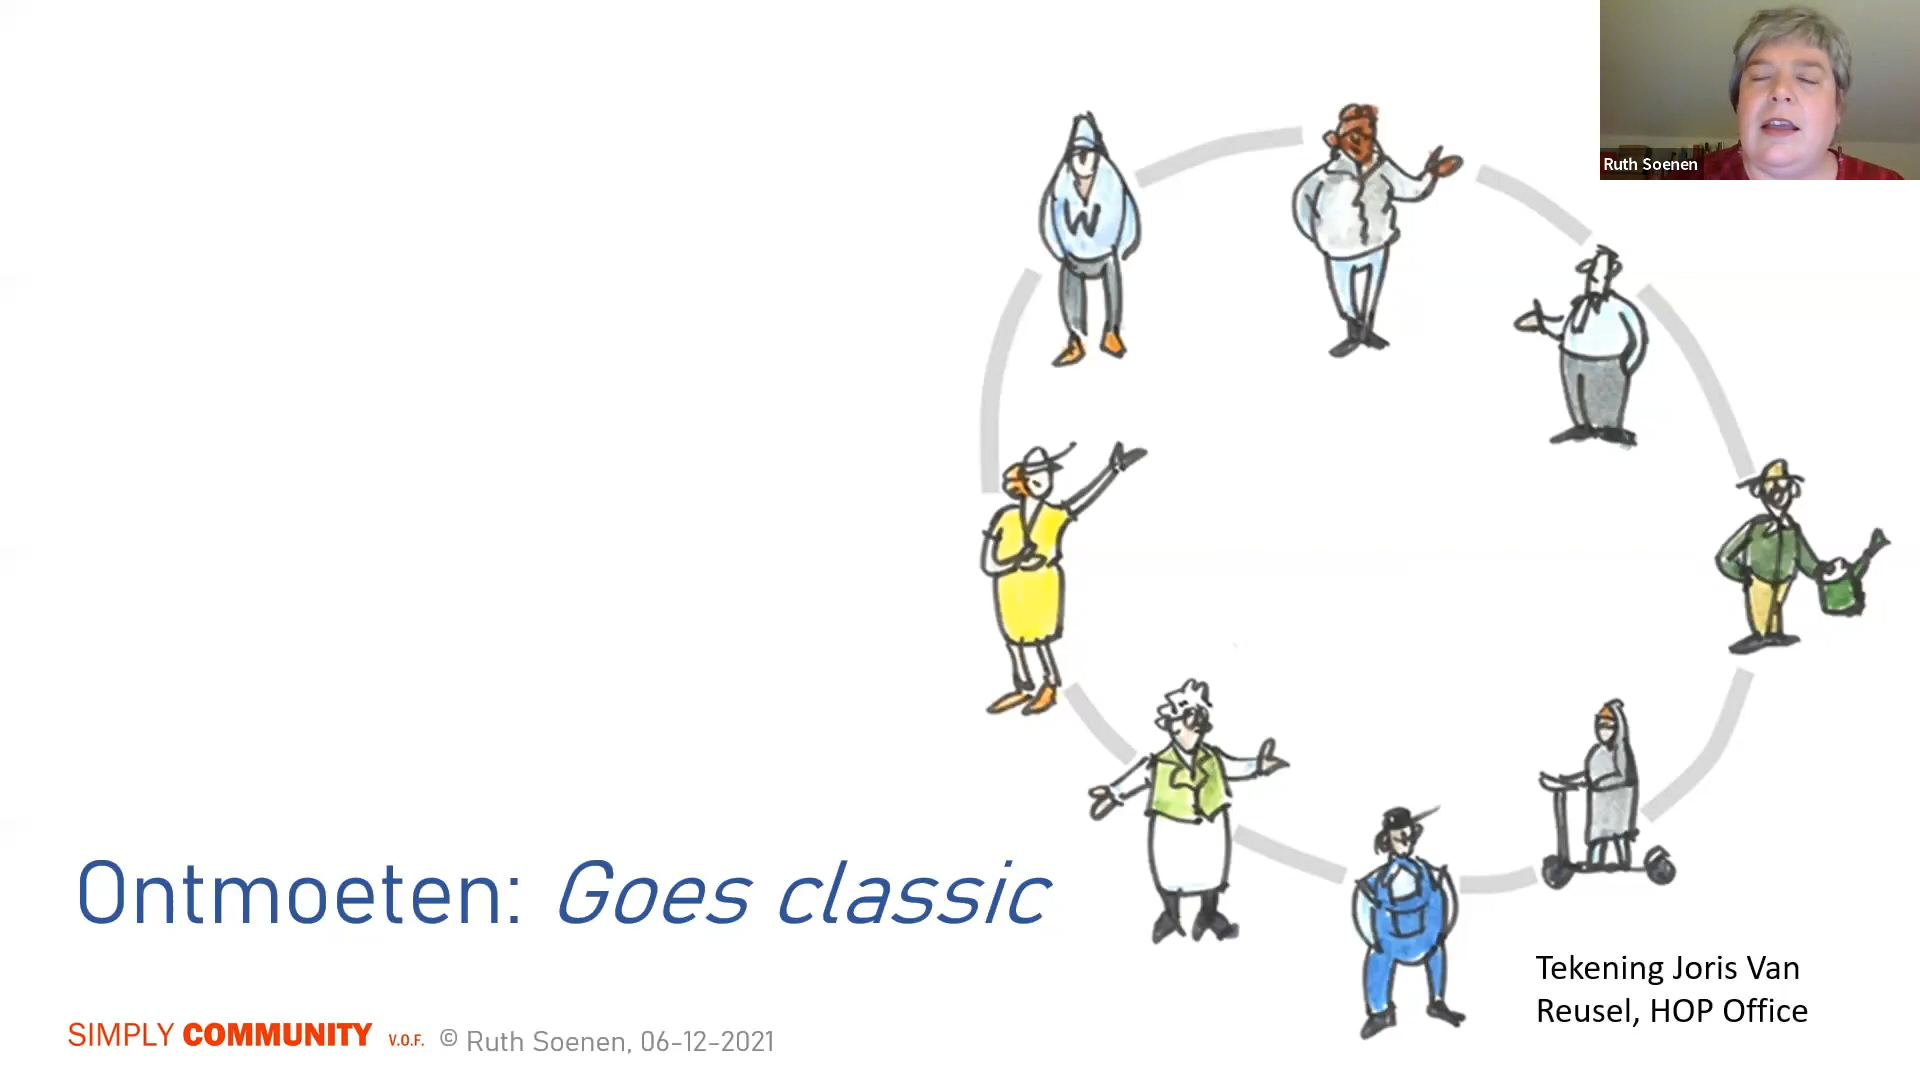 Ruth Soenen
W
Ontmoeten: Goes classic
Tekening Joris Van
Reusel, HOP Office
SIMPLY COMMUNITY V.O.F. © Ruth Soenen, 06-12-2021